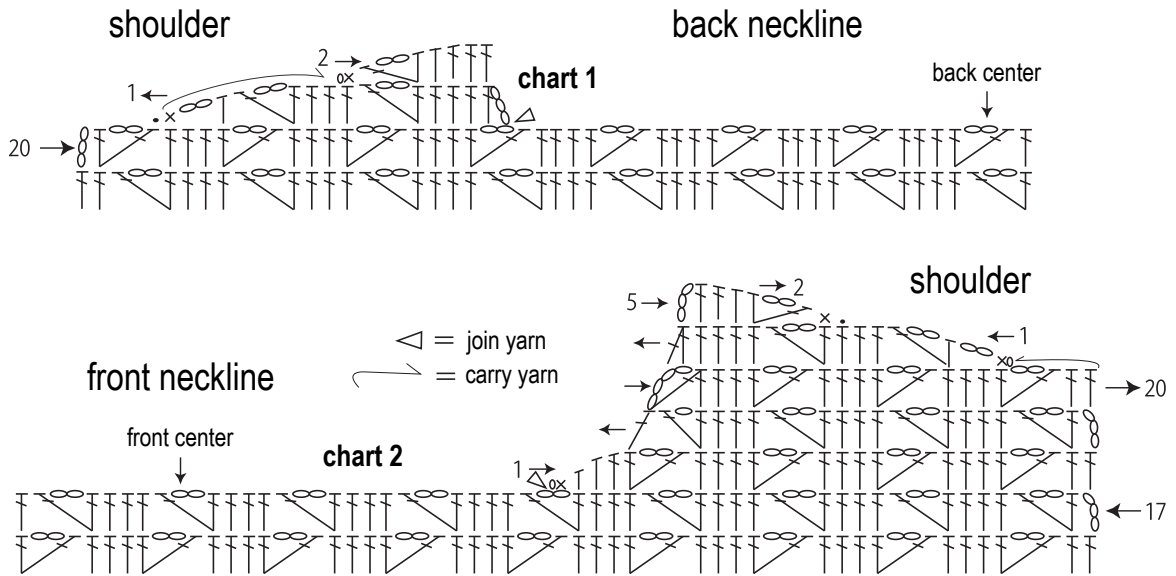 shoulder
back neckline
2
chart 1
back center
1
20
shoulder
5
2
= join yarn
1
front neckline
= carry yarn
20
front center
chart 2
1
17